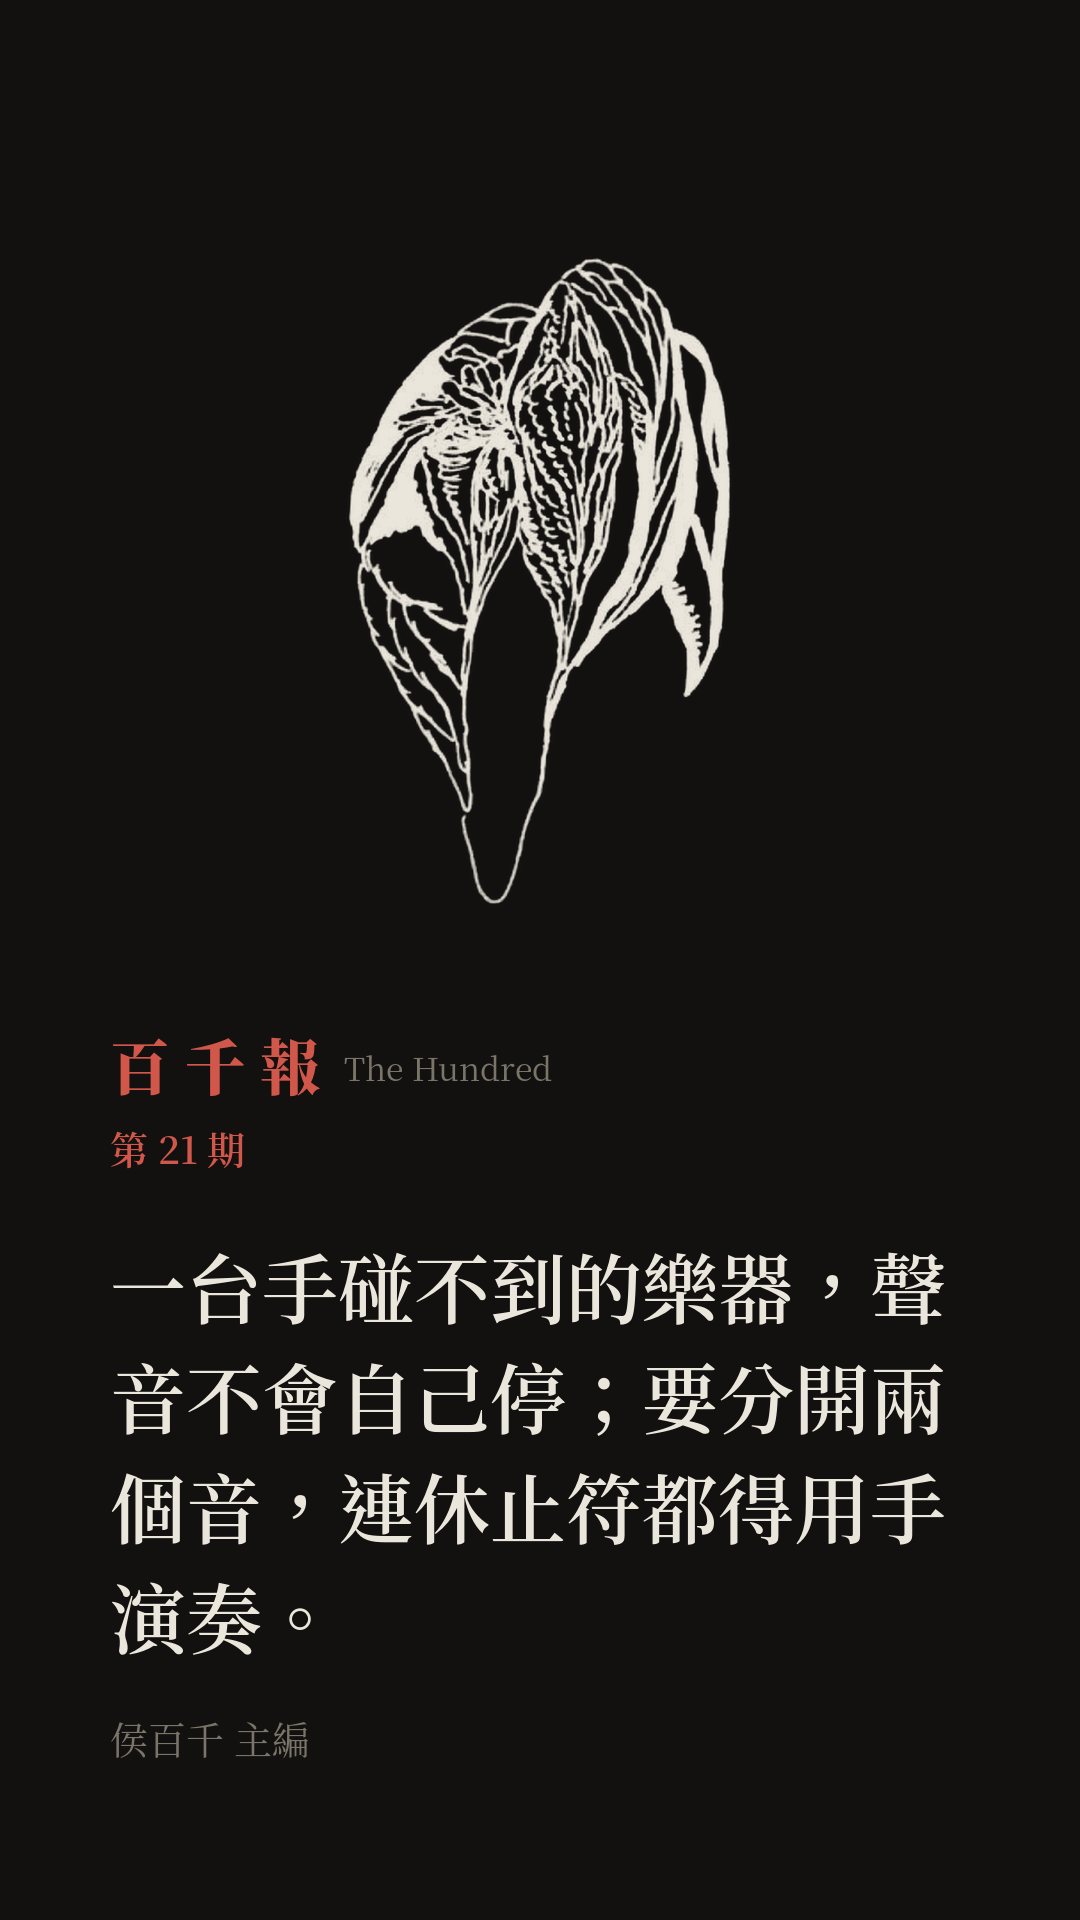 百千報 The Hundred
第 21 期
一台手碰不到的樂器，聲
音不會自己停；要分開兩
個音，連休止符都得用手
演奏。
侯百千 主編